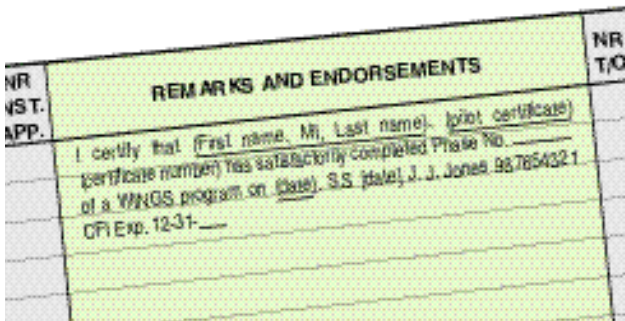 NR
INST.
APP.
REMARKS AND ENDORSEMENTS
NR
T/O
I certify that (First name, MI, Last name), (pilot certificate)
(certificate number) has satisfactorily completed Phase No. ____
of a WINGS program on (date). S.S. [date] J. J. Jones 987654321
CFI Exp. 12-31-___